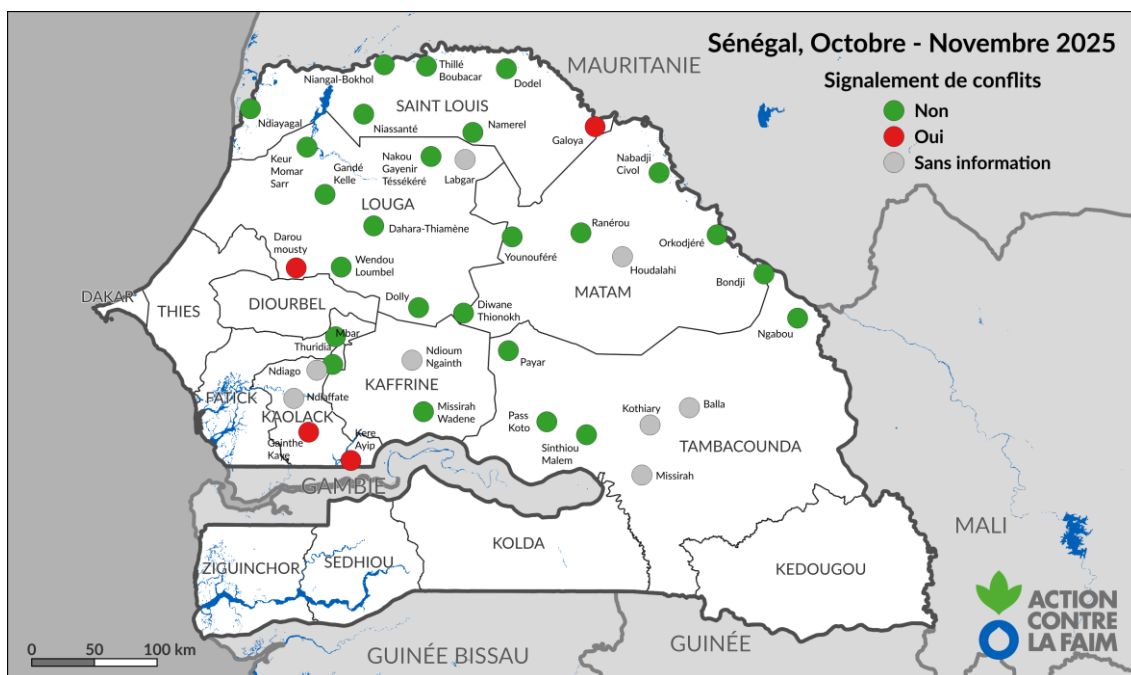 Sénégal, Octobre - Novembre 2025
Signalement de conflits
Non
Oui
Sans information
MAURITANIE
Niangal-Bokhol
Thillé
Boubacar
Dodel
SAINT LOUIS
Ndiayagal
Niassanté
Namerel
Galoya
Keur
Momar
Sarr
Gandé
Kelle
Nakou
Gayenir
Téssékéré
Labgar
Nabadji
Civol
LOUGA
Dahara-Thiamène
Ranérou
Younouféré
Orkodjéré
Houdalahi
Darou
mousty
Wendou
Loumbel
Bondji
MATAM
DAKAR
THIES
DIOURBEL
Dolly
Diwane
Thionokh
Ngabou
Mbar
Thuridia
Ndiago
Ndioum
Ngainth
Payar
KAFFRINE
FATICK
Ndiaffate
KAOLACK
Missirah
Wadene
Balla
Kothiary
Pass
Koto
Sinthiou
Malem
TAMBACOUNDA
Gainthe
Kaye
Kere
Ayip
Missirah
GAMBIE
MALI
KOLDA
ZIGUINCHOR
SEDHIOU
KEDOUGOU
GUINÉE BISSAU
GUINÉE
0 50 100 km
ACTION
CONTRE
LA FAIM